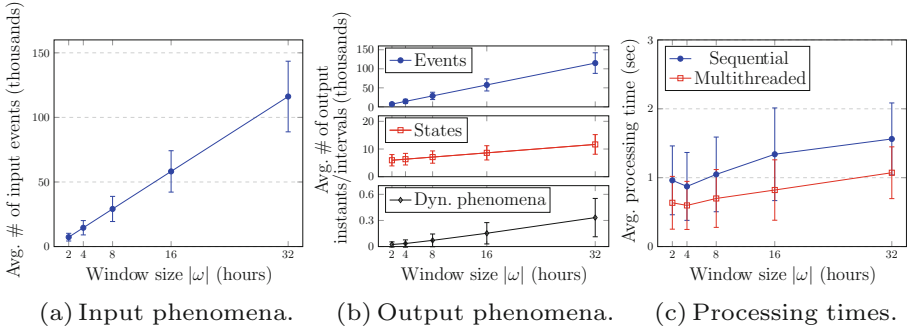 Avg. # of input events (thousands)
150
100
50
0
2 4 8 16 32
Window size |ω| (hours)
(a) Input phenomena.
Avg. # of output
instants/intervals (thousands)
150
100
50
0
Events
20
10
0
States
0.6
0.3
0
Dyn. phenomena
2 4 8 16 32
Window size |ω| (hours)
(b) Output phenomena.
Avg. processing time (sec)
3
2
1
0
Sequential
Multithreaded
2 4 8 16 32
Window size |ω| (hours)
(c) Processing times.